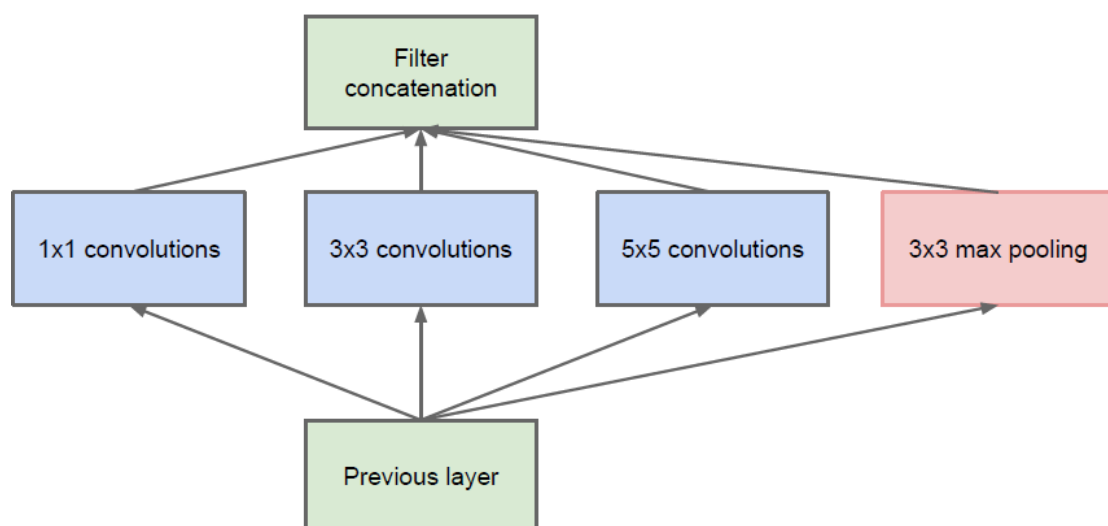 Filter
concatenation
1x1 convolutions
3x3 convolutions
5x5 convolutions
3x3 max pooling
Previous layer